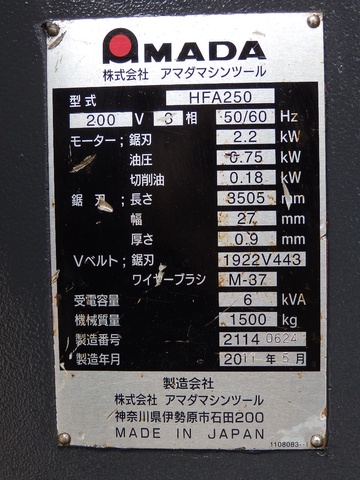 AMADA
株式会社 アマダマシンツール
型式 HFA250
200 V 3 相 50/60 Hz
モーター;鋸刃 2.2 kW
油圧 0.75 kW
切削油 0.18 kW
鋸 刃;長さ 3505 mm
幅 27 mm
厚さ 0.9 mm
Vベルト;鋸刃 1922V443
ワイヤーブラシ M-37
受電容量 6 kVA
機械質量 1500 kg
製造番号 2114 0624
製造年月 2011 年 5 月
製造会社
株式会社 アマダマシンツール
神奈川県伊勢原市石田200
MADE IN JAPAN